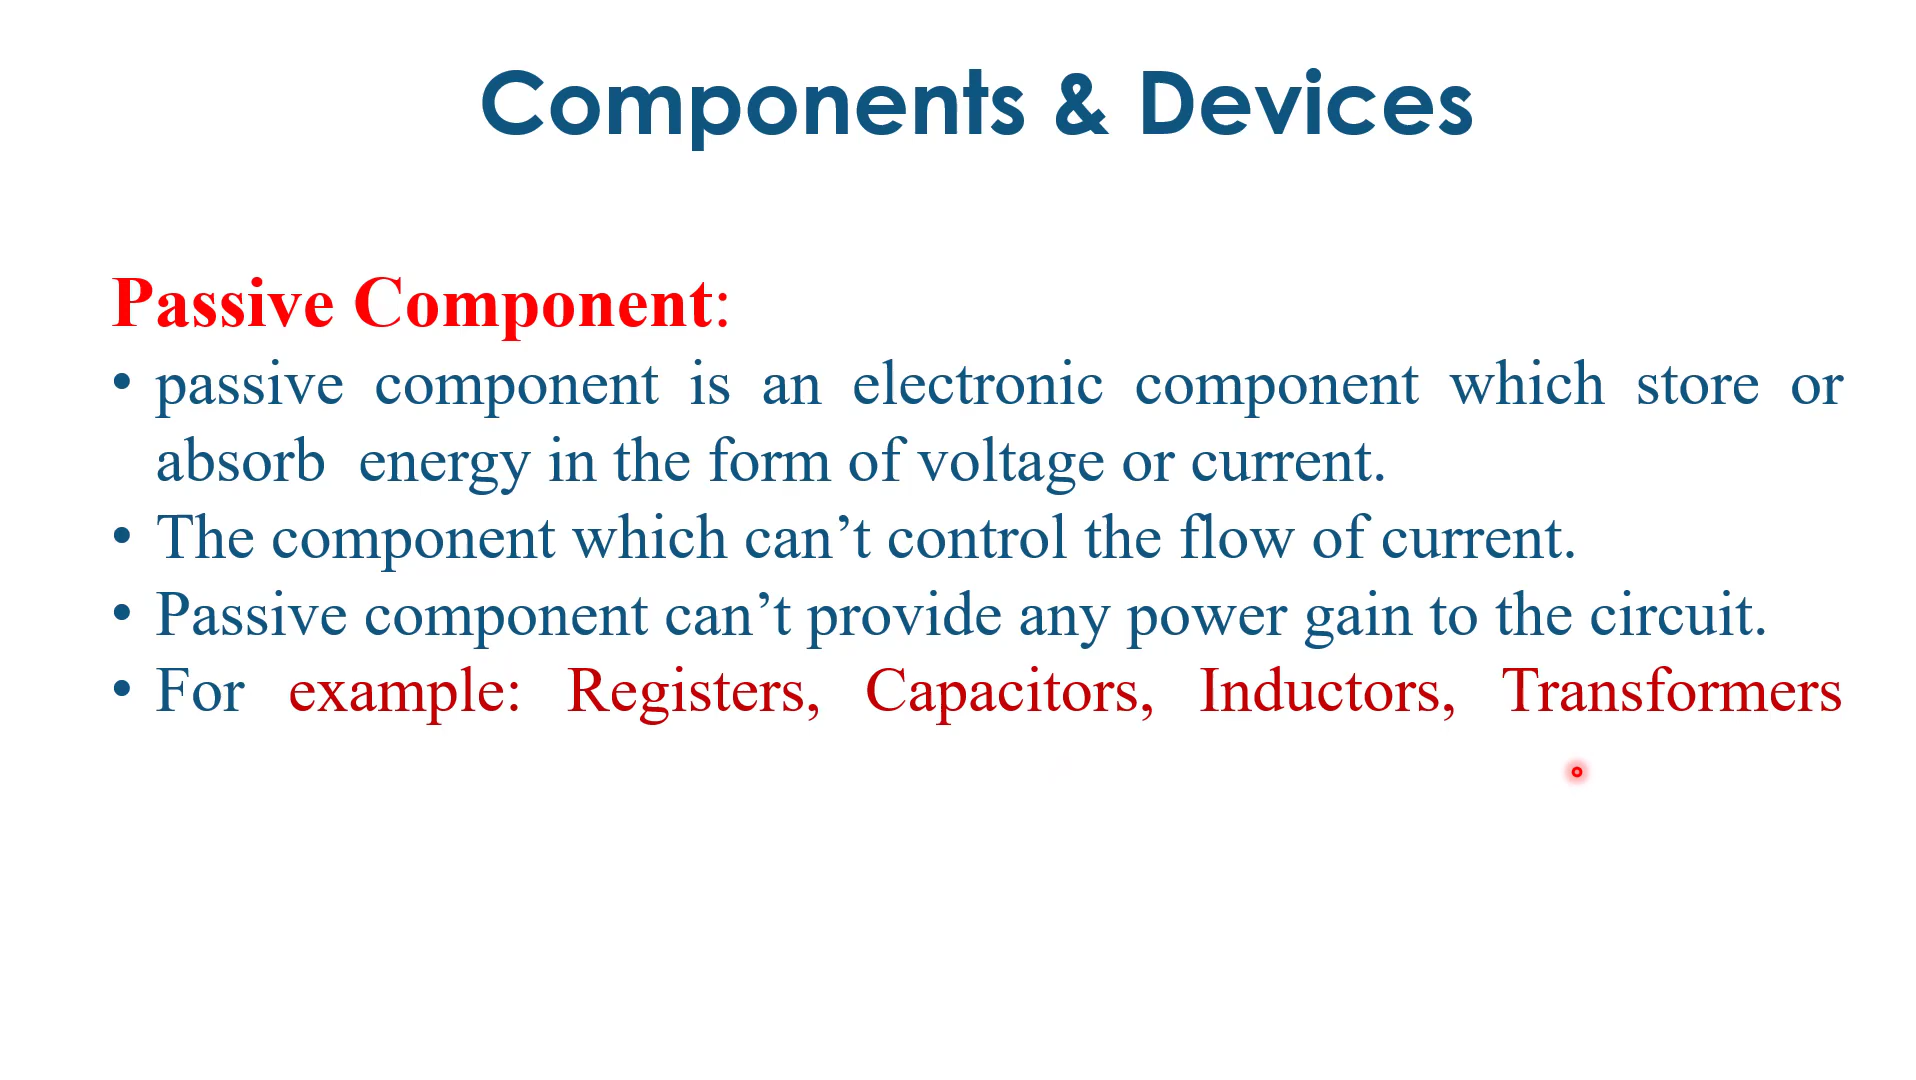 Components & Devices
Passive Component:
• passive component is an electronic component which store or
absorb energy in the form of voltage or current.
• The component which can’t control the flow of current.
• Passive component can’t provide any power gain to the circuit.
• For example: Registers, Capacitors, Inductors, Transformers